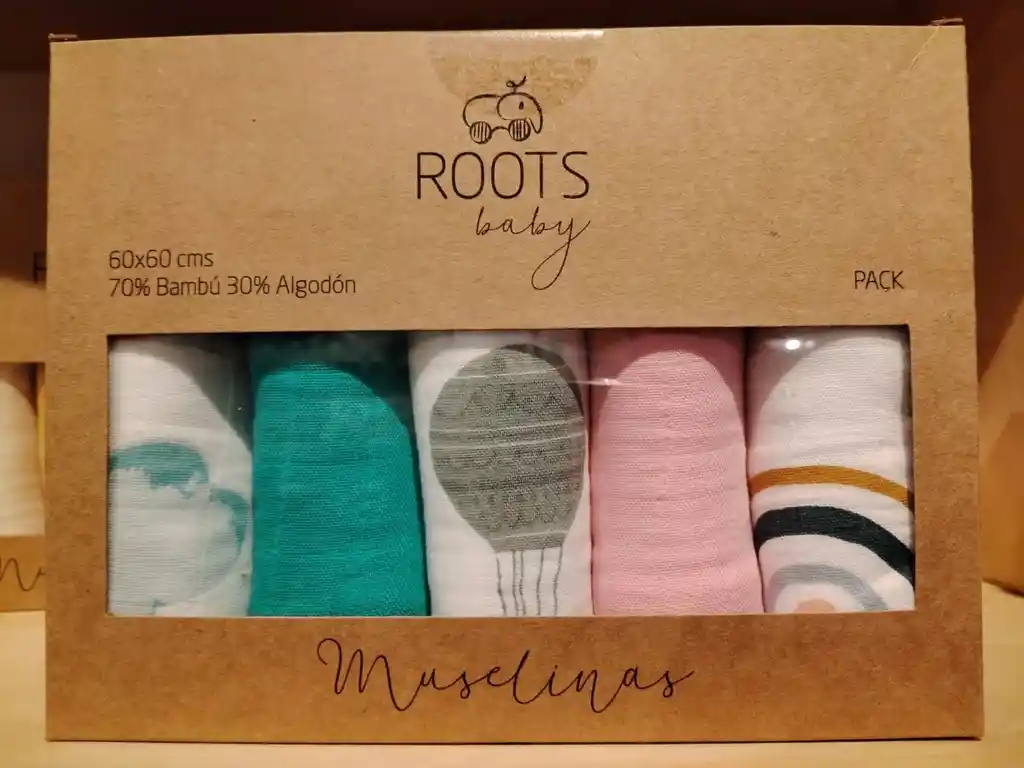 ROOTS
baby
60x60 cms
70% Bambú 30% Algodón
PACK
Muselinas